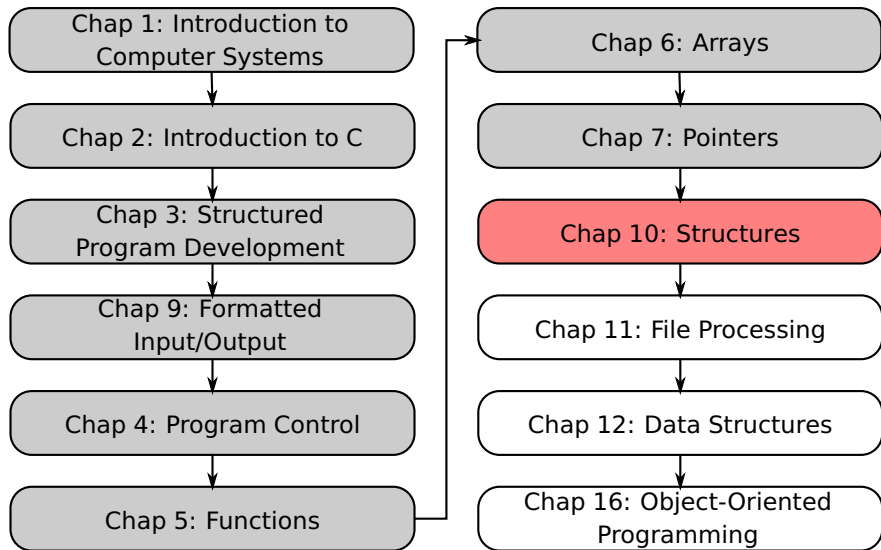 Chap 1: Introduction to
Computer Systems
Chap 2: Introduction to C
Chap 3: Structured
Program Development
Chap 9: Formatted
Input/Output
Chap 4: Program Control
Chap 5: Functions
Chap 6: Arrays
Chap 7: Pointers
Chap 10: Structures
Chap 11: File Processing
Chap 12: Data Structures
Chap 16: Object-Oriented
Programming